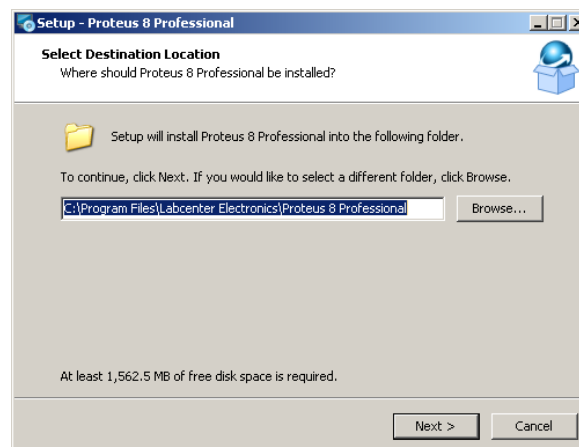 Setup - Proteus 8 Professional
Select Destination Location
Where should Proteus 8 Professional be installed?
Setup will install Proteus 8 Professional into the following folder.
To continue, click Next. If you would like to select a different folder, click Browse.
C:\Program Files\Labcenter Electronics\Proteus 8 Professional
Browse...
At least 1,562.5 MB of free disk space is required.
Next >
Cancel